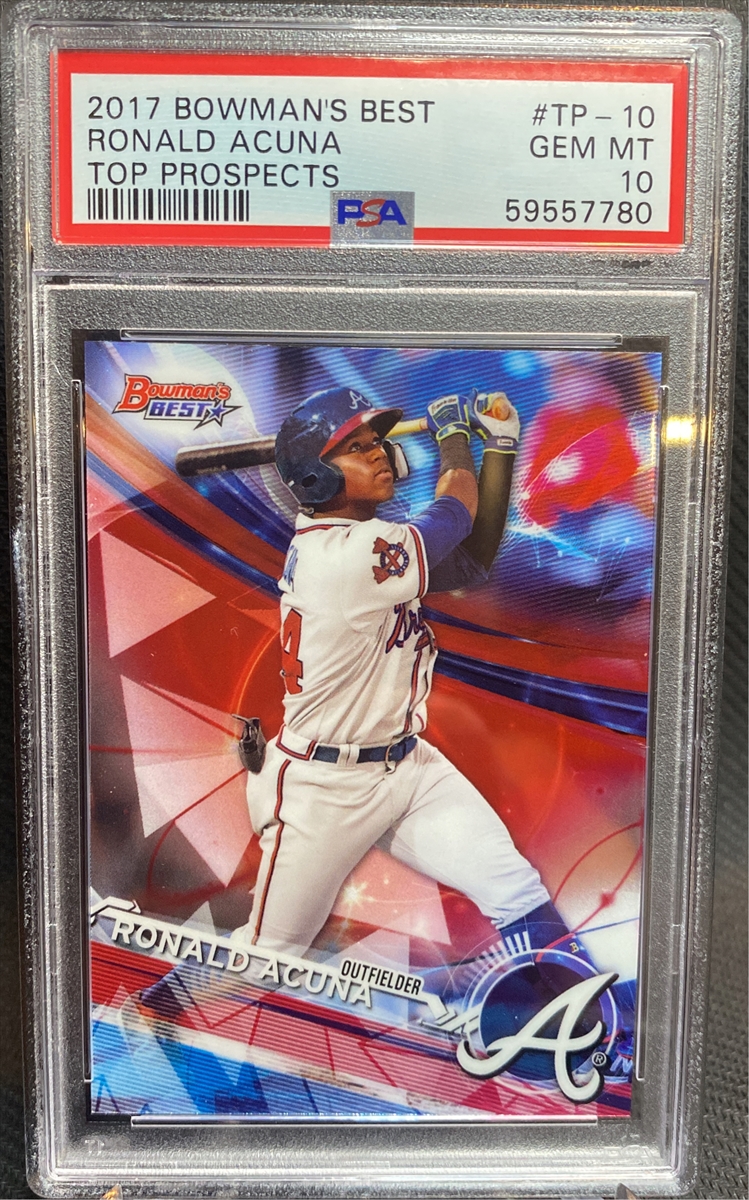 2017 BOWMAN'S BEST #TP-10
RONALD ACUNA GEM MT
TOP PROSPECTS 10
PSA 59557780
Bowman's
BEST
A
4
RONALD ACUNA
OUTFIELDER
A ®